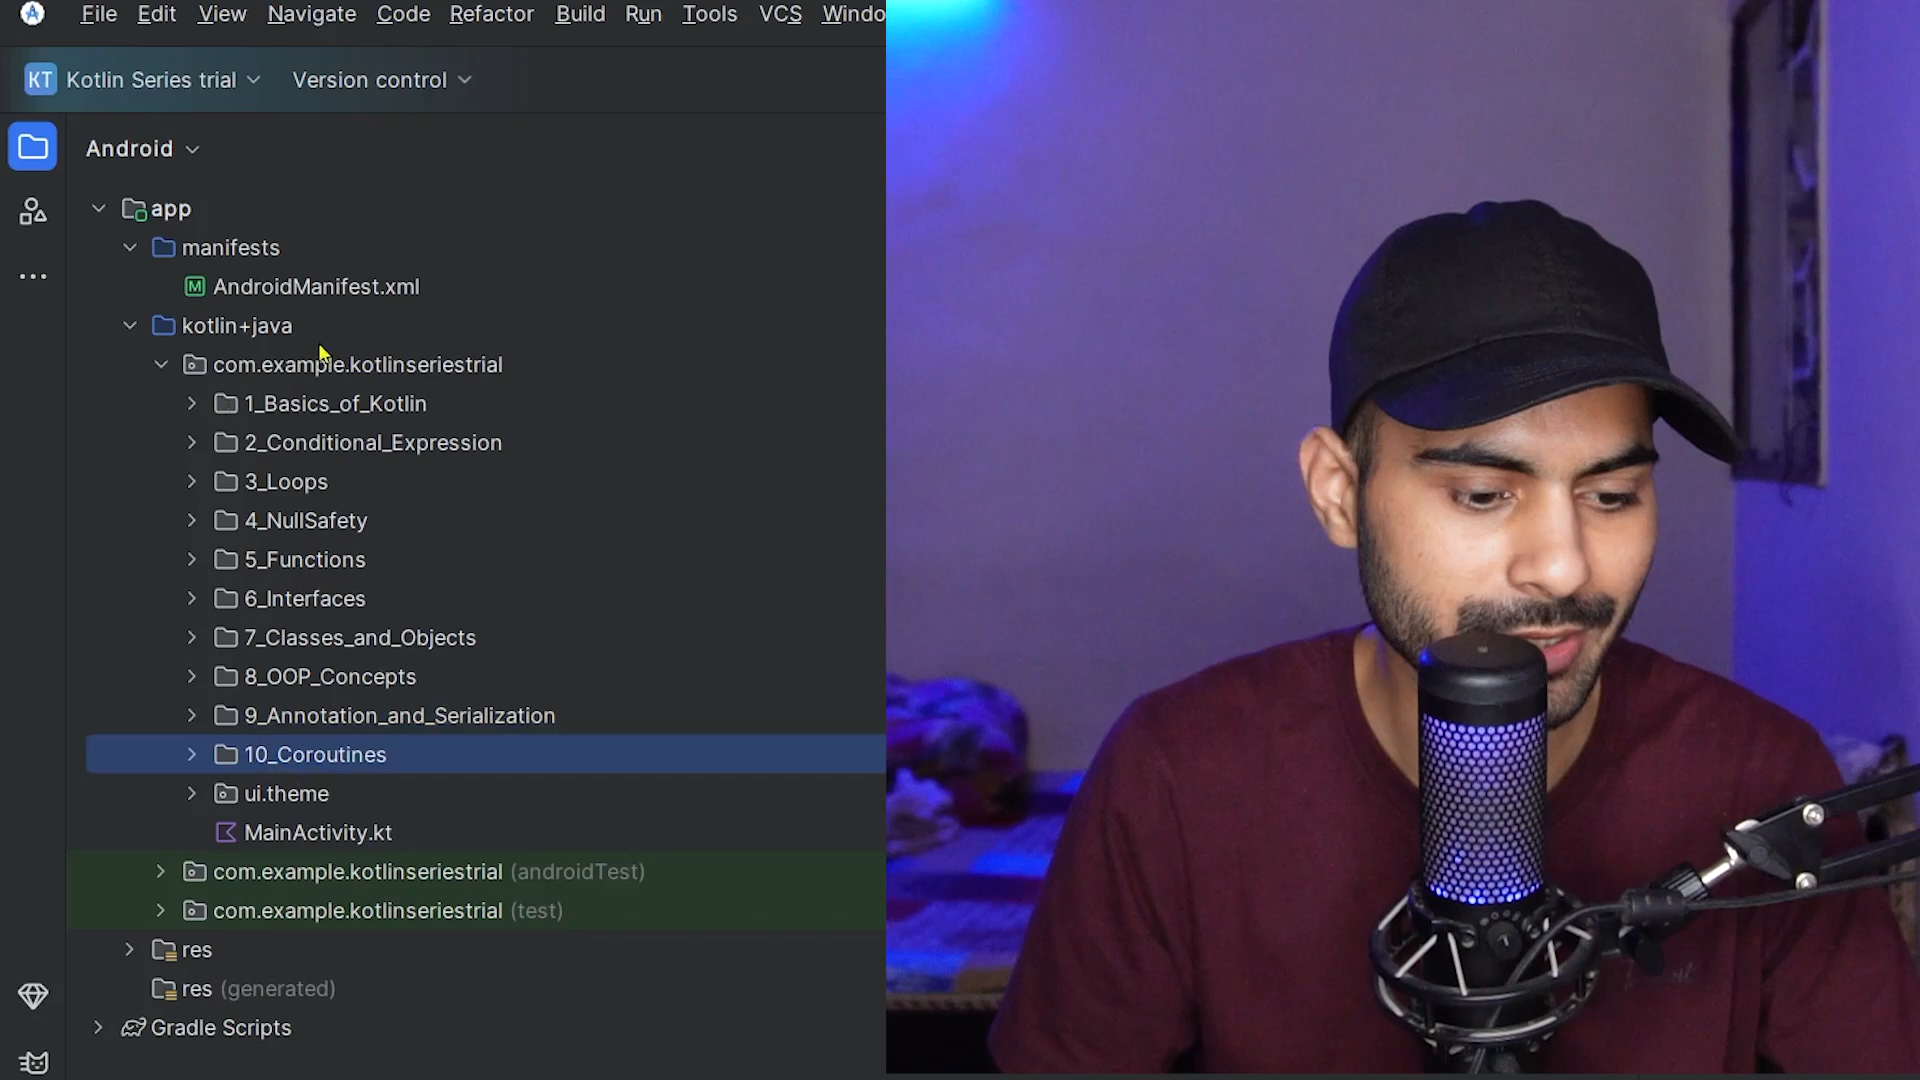 File Edit View Navigate Code Refactor Build Run Tools VCS Windo
KT Kotlin Series trial Version control
Android
app
manifests
M AndroidManifest.xml
kotlin+java
com.example.kotlinseriestrial
1_Basics_of_Kotlin
2_Conditional_Expression
3_Loops
4_NullSafety
5_Functions
6_Interfaces
7_Classes_and_Objects
8_OOP_Concepts
9_Annotation_and_Serialization
10_Coroutines
ui.theme
MainActivity.kt
com.example.kotlinseriestrial (androidTest)
com.example.kotlinseriestrial (test)
res
res (generated)
Gradle Scripts